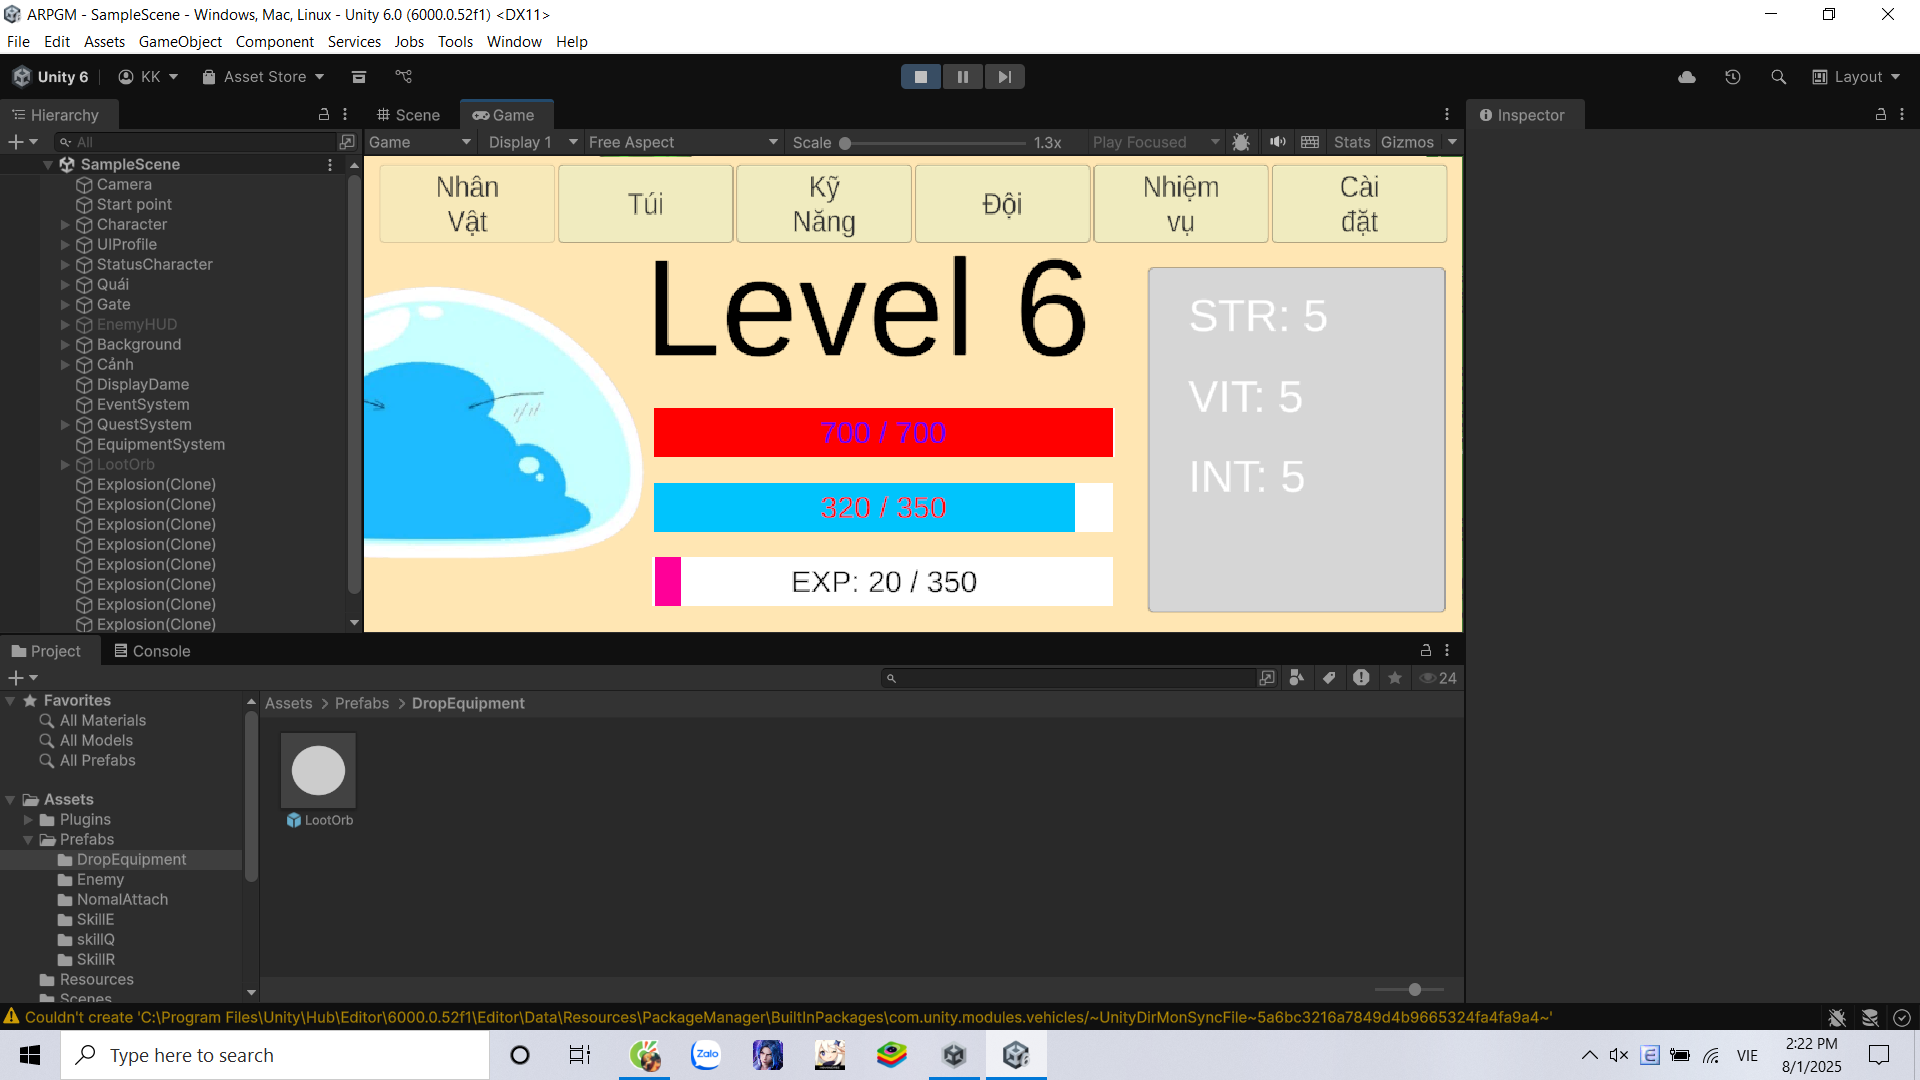 ARPGM - SampleScene - Windows, Mac, Linux - Unity 6.0 (6000.0.52f1) <DX11>
File Edit Assets GameObject Component Services Jobs Tools Window Help
Unity 6 KK Asset Store Layout
Hierarchy
All
SampleScene
Camera
Start point
Character
UIProfile
StatusCharacter
Quái
Gate
EnemyHUD
Background
Cảnh
DisplayDame
EventSystem
QuestSystem
EquipmentSystem
LootOrb
Explosion(Clone)
Explosion(Clone)
Explosion(Clone)
Explosion(Clone)
Explosion(Clone)
Explosion(Clone)
Explosion(Clone)
Explosion(Clone)
Scene Game
Game Display 1 Free Aspect Scale 1.3x Play Focused Stats Gizmos
Nhân
Vật
Túi
Kỹ
Năng
Đội
Nhiệm
vụ
Cài
đặt
Level 6
700 / 700
320 / 350
EXP: 20 / 350
STR: 5
VIT: 5
INT: 5
Inspector
Project Console
24
Favorites
All Materials
All Models
All Prefabs
Assets
Plugins
Prefabs
DropEquipment
Enemy
NomalAttach
SkillE
skillQ
SkillR
Resources
Scenes
Assets > Prefabs > DropEquipment
LootOrb
Couldn't create 'C:\Program Files\Unity\Hub\Editor\6000.0.52f1\Editor\Data\Resources\PackageManager\BuiltInPackages\com.unity.modules.vehicles/~UnityDirMonSyncFile~5a6bc3216a7849d4b9665324fa4fa9a4~'
Type here to search
Zalo
VIE
2:22 PM
8/1/2025